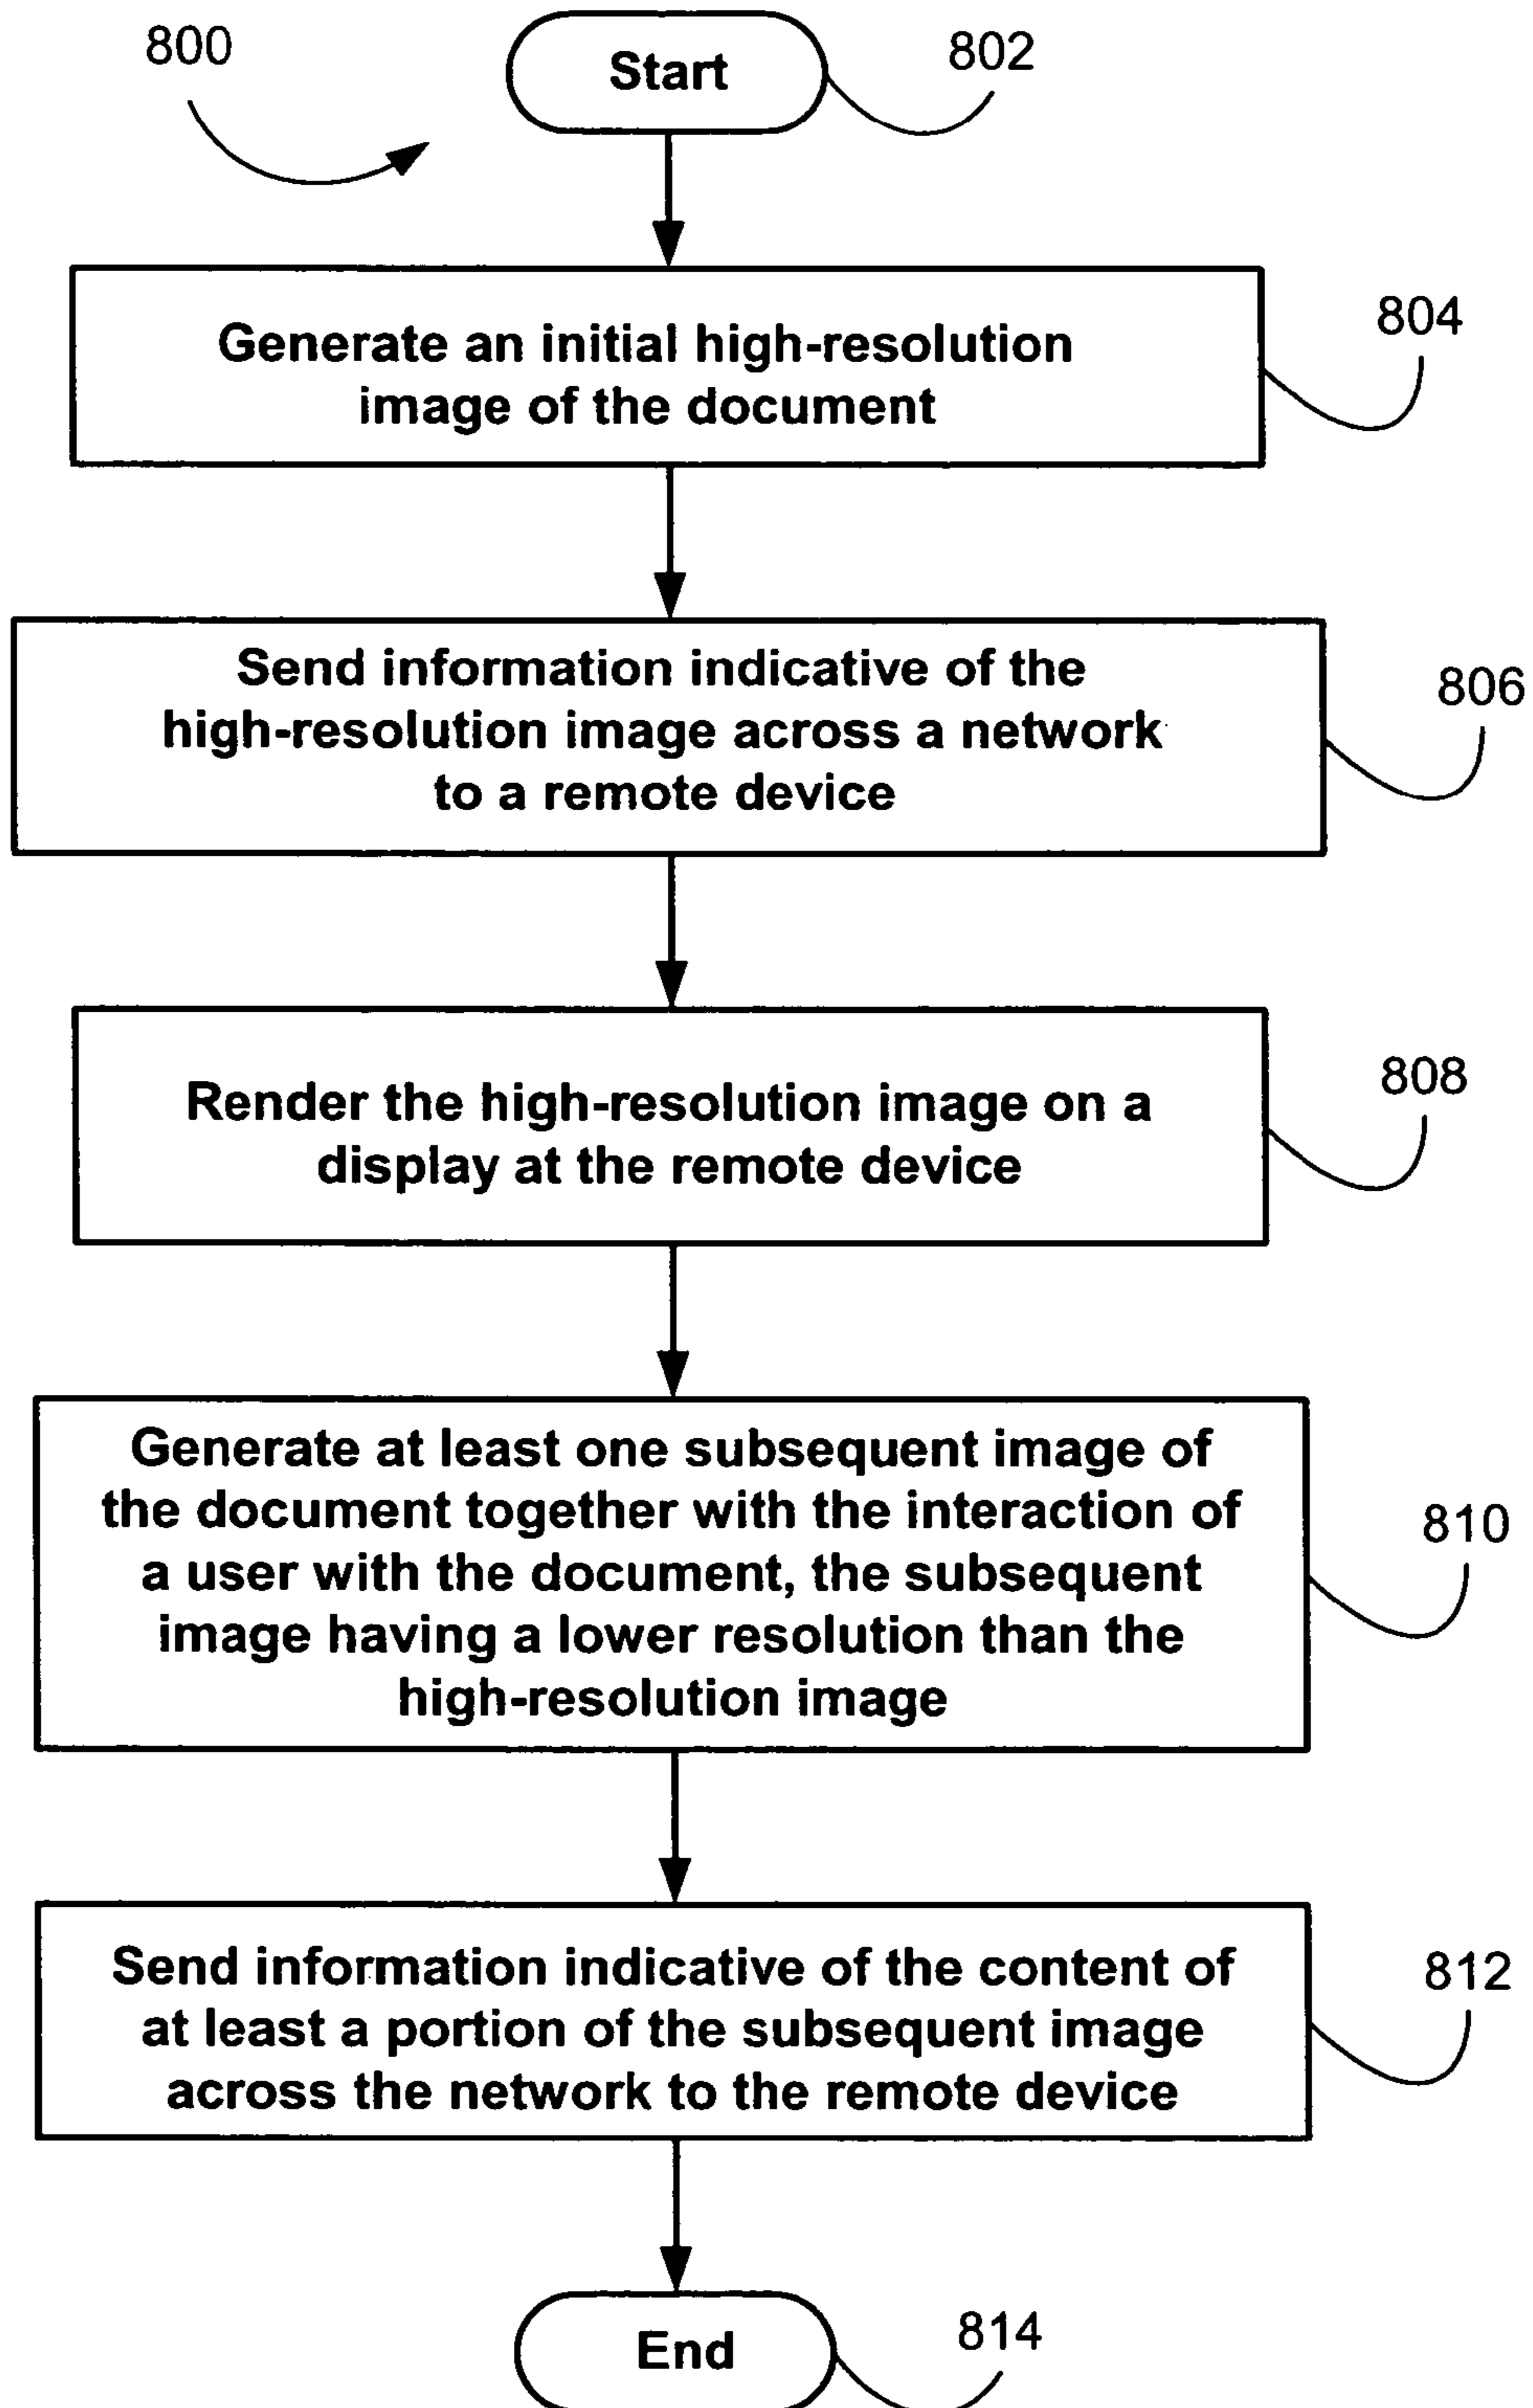 800
Start
802
Generate an initial high-resolution
image of the document
804
Send information indicative of the
high-resolution image across a network
to a remote device
806
Render the high-resolution image on a
display at the remote device
808
Generate at least one subsequent image of
the document together with the interaction of
a user with the document, the subsequent
image having a lower resolution than the
high-resolution image
810
Send information indicative of the content of
at least a portion of the subsequent image
across the network to the remote device
812
End
814